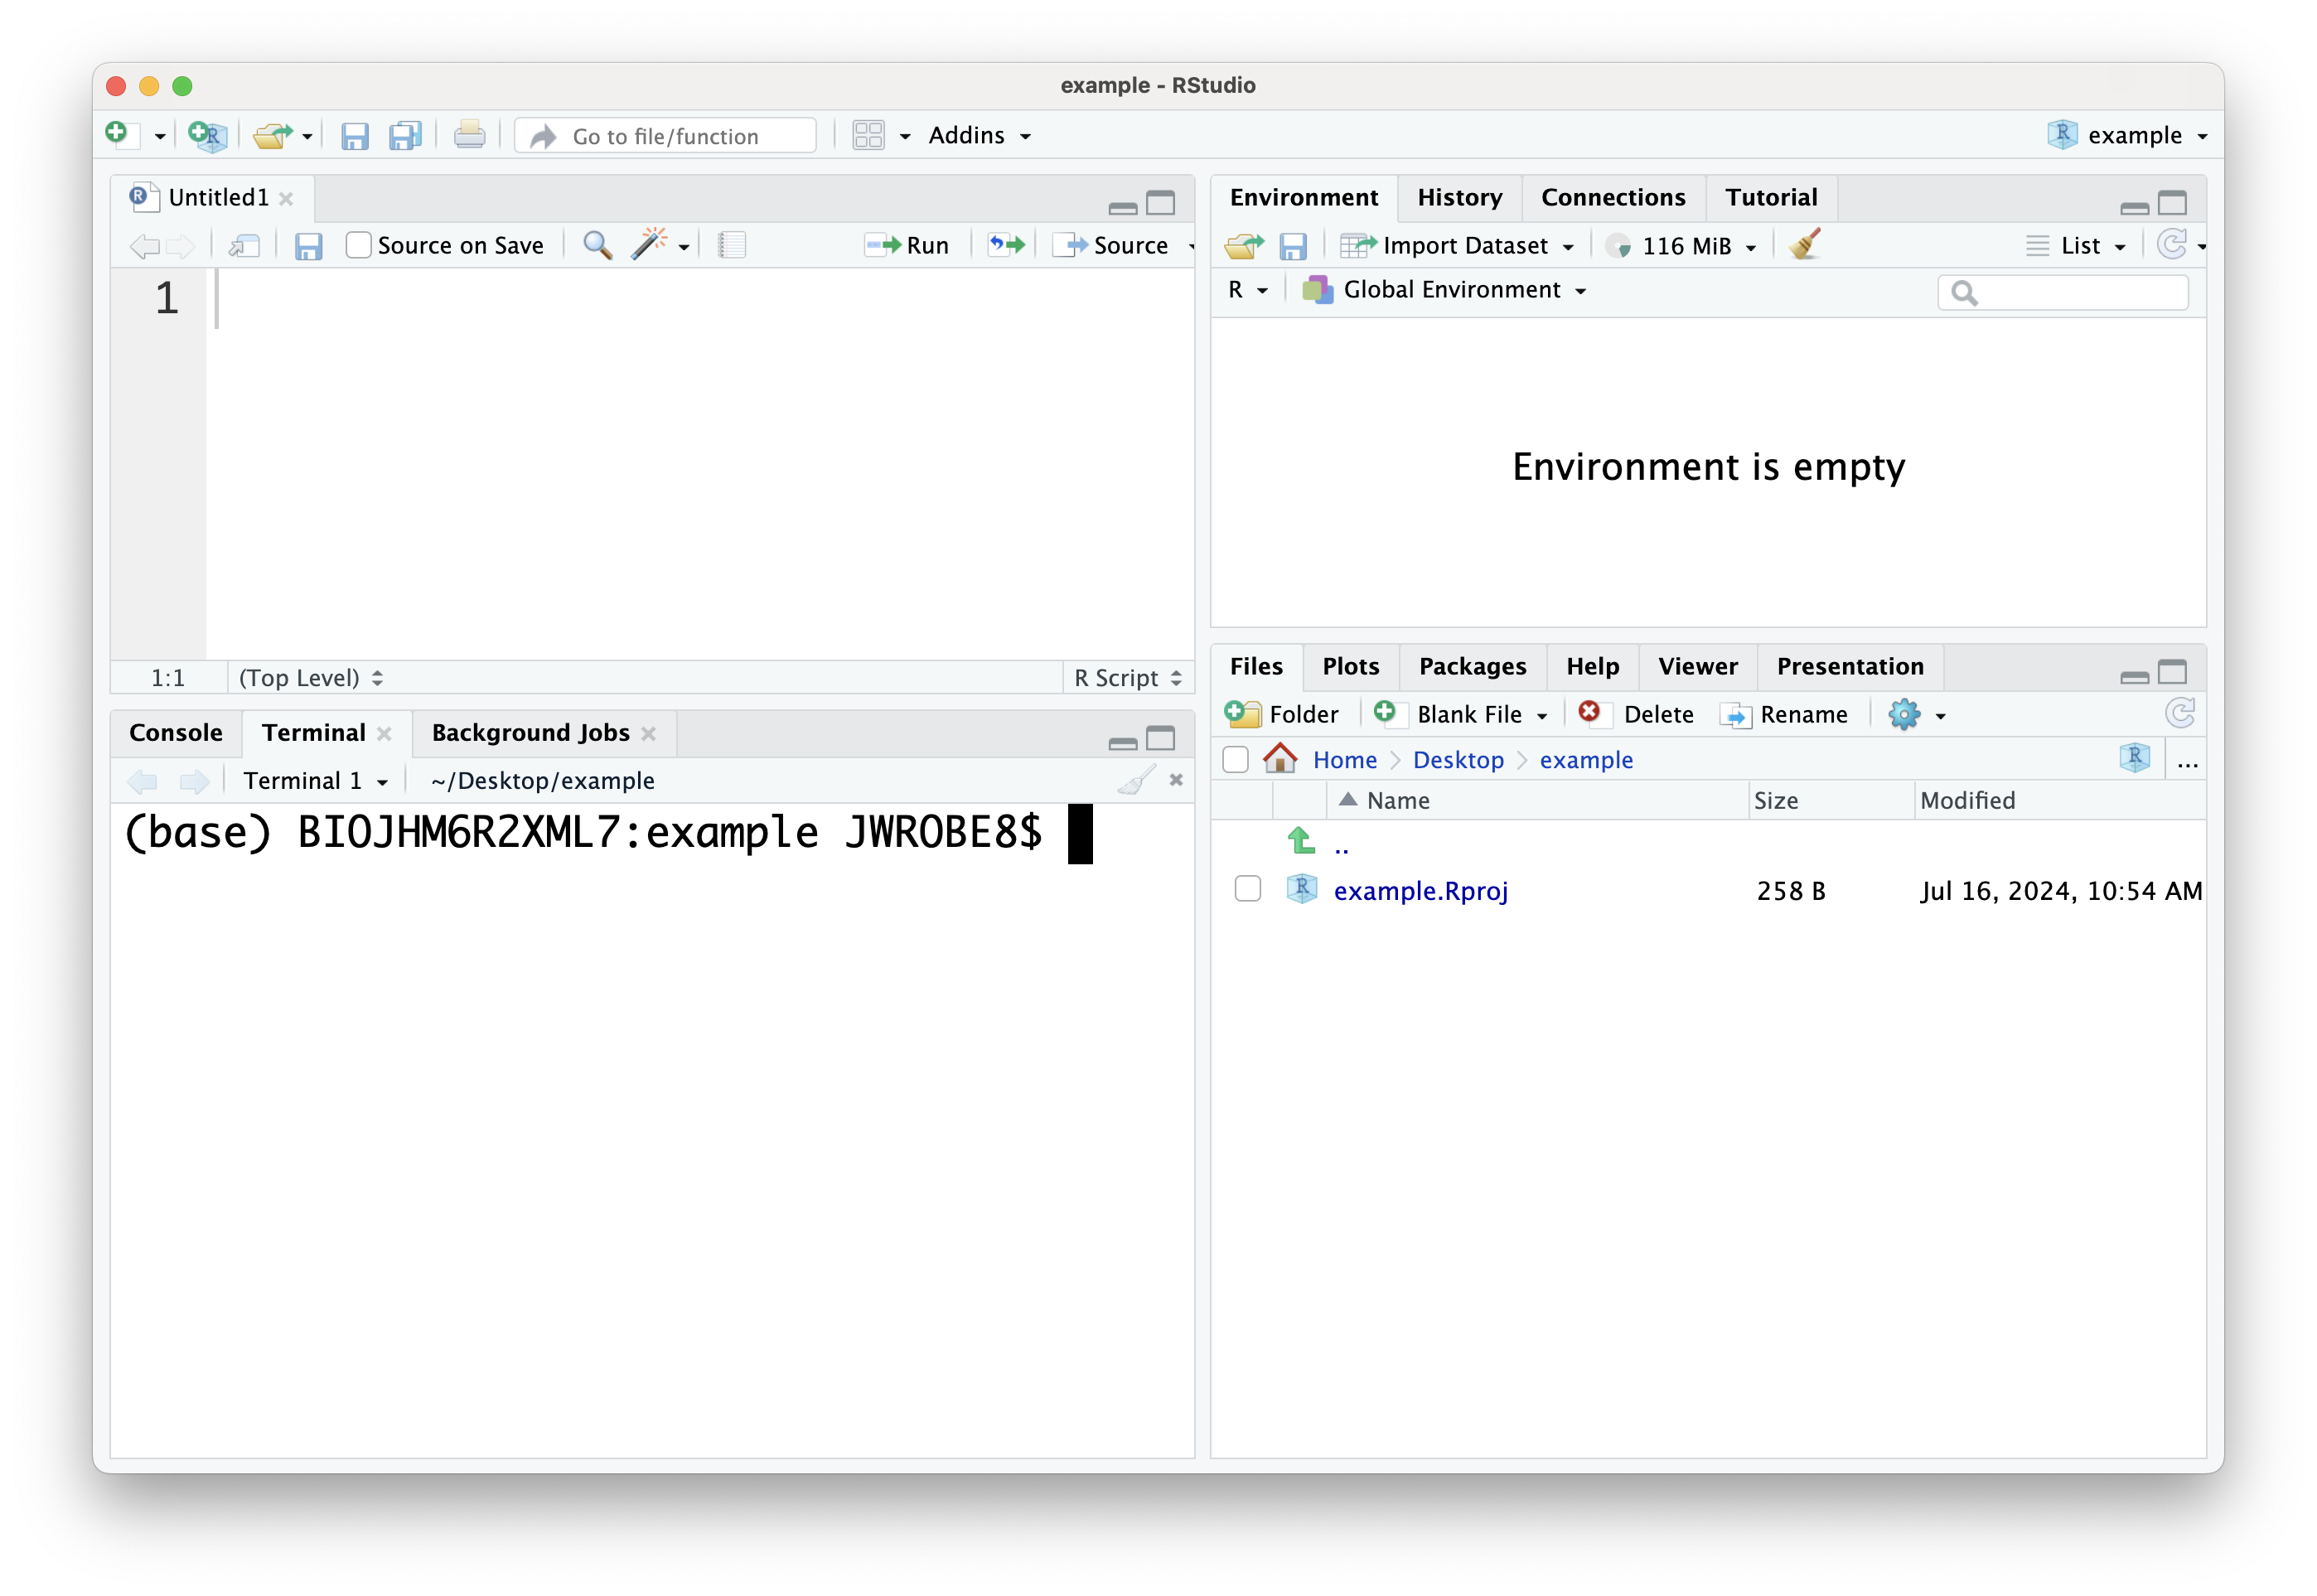 example - RStudio
Go to file/function
Addins
example
Untitled1
Source on Save
Run
Source
1
1:1
(Top Level)
R Script
Console
Terminal
Background Jobs
Terminal 1
~/Desktop/example
(base) BIOJHM6R2XML7:example JWROBE8$
Environment
History
Connections
Tutorial
Import Dataset
116 MiB
List
R
Global Environment
Environment is empty
Files
Plots
Packages
Help
Viewer
Presentation
Folder
Blank File
Delete
Rename
Home
Desktop
example
...
Name
Size
Modified
..
example.Rproj
258 B
Jul 16, 2024, 10:54 AM